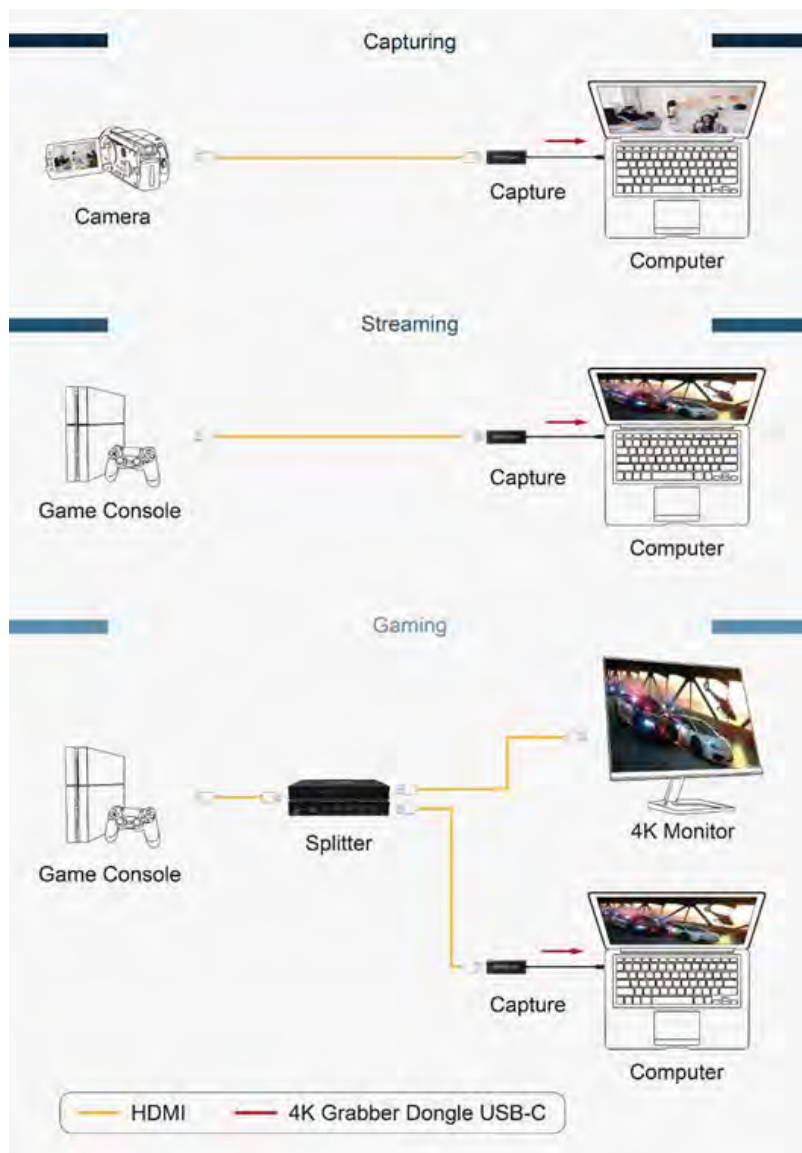 Capturing
Camera
Capture
Computer
Streaming
Game Console
Capture
Computer
Gaming
Game Console
Splitter
4K Monitor
Capture
Computer
HDMI
4K Grabber Dongle USB-C